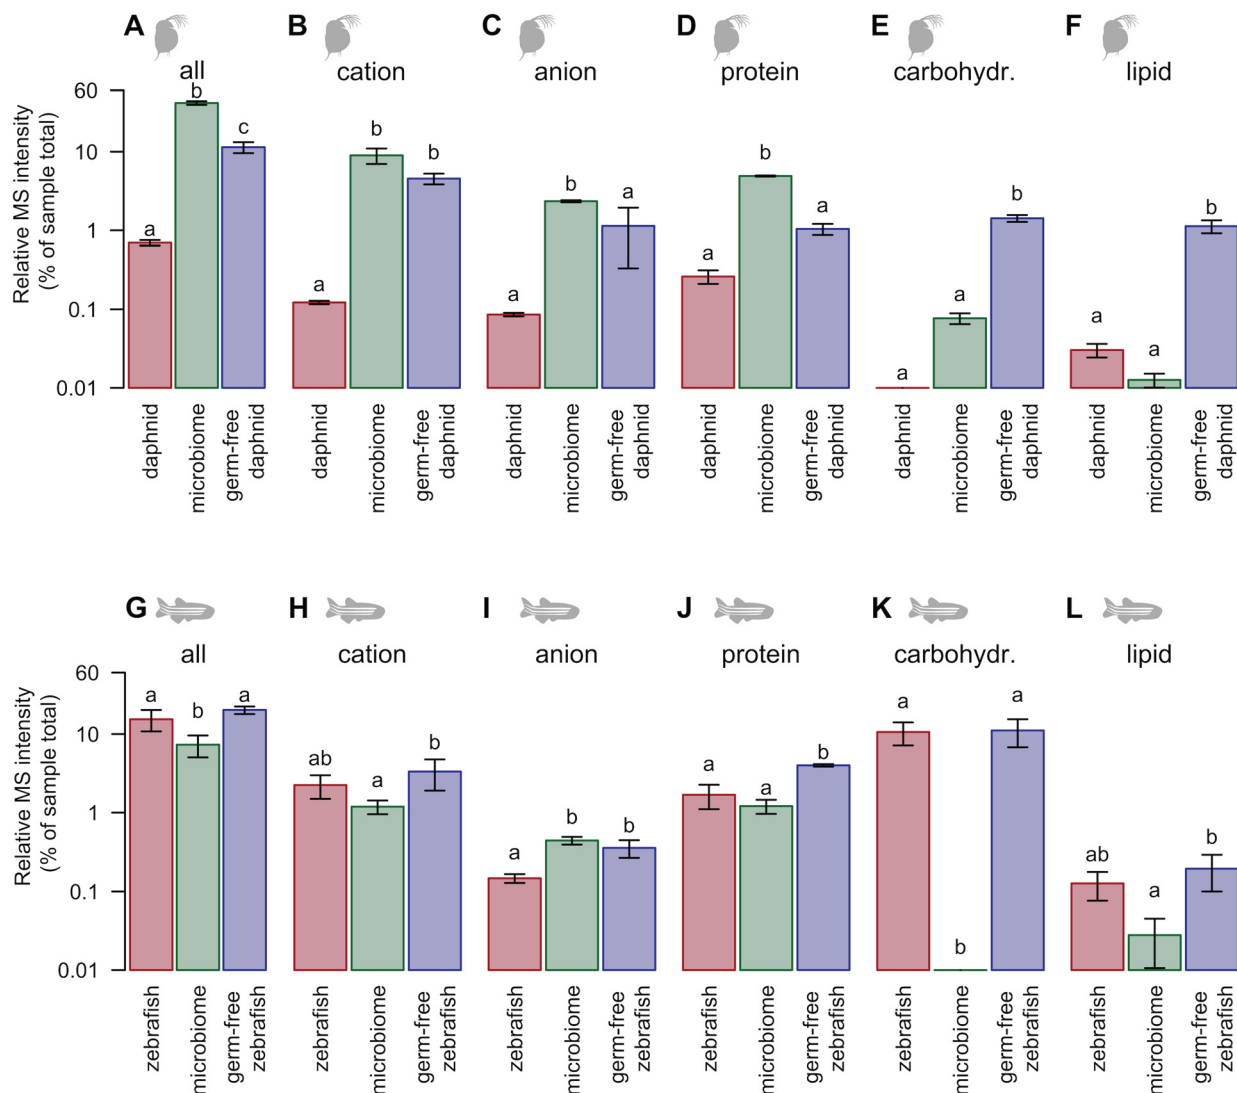 A B C D E F
all cation anion protein carbohydr. lipid
Relative MS intensity
(% of sample total)
60
10
1
0.1
0.01
a b c
a b b
a b a
a b a
a a b
a a b
daphnid microbiome germ-free daphnid
daphnid microbiome germ-free daphnid
daphnid microbiome germ-free daphnid
daphnid microbiome germ-free daphnid
daphnid microbiome germ-free daphnid
daphnid microbiome germ-free daphnid
G H I J K L
all cation anion protein carbohydr. lipid
Relative MS intensity
(% of sample total)
60
10
1
0.1
0.01
a b a
ab a b
a b b
a a b
a b a
ab a b
zebrafish microbiome germ-free zebrafish
zebrafish microbiome germ-free zebrafish
zebrafish microbiome germ-free zebrafish
zebrafish microbiome germ-free zebrafish
zebrafish microbiome germ-free zebrafish
zebrafish microbiome germ-free zebrafish